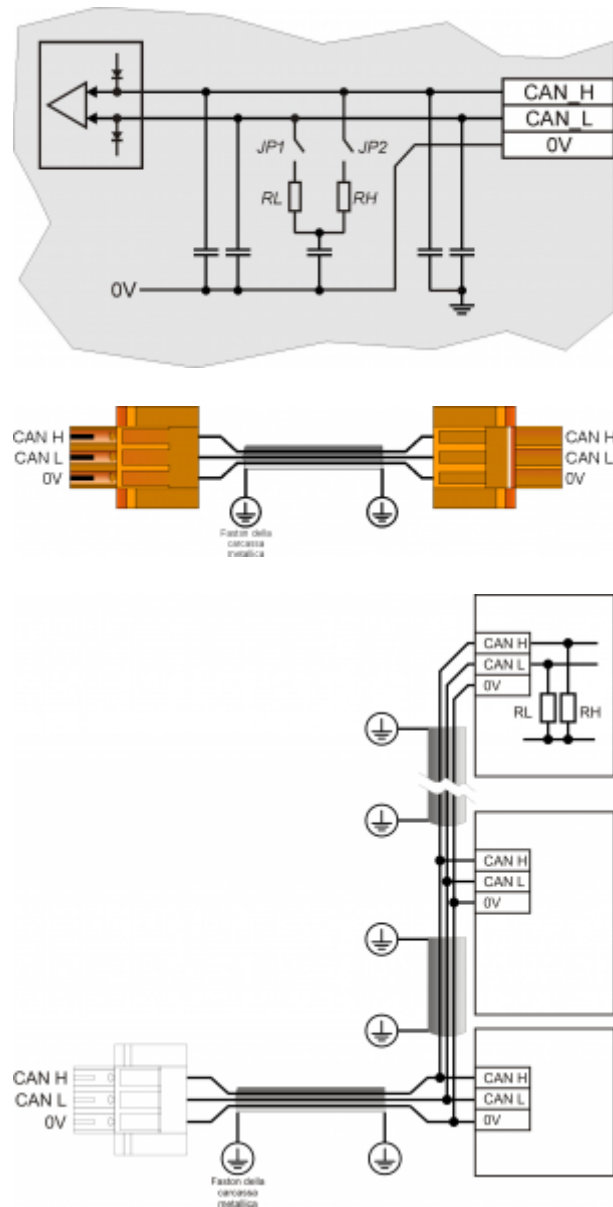 CAN_H
CAN_L
0V
JP1
JP2
RL
RH
0V
CAN H
CAN L
0V
CAN H
CAN L
0V
Faston della
carcassa
metallica
CAN H
CAN L
0V
RL
RH
CAN H
CAN L
0V
CAN H
CAN L
0V
CAN H
CAN L
0V
Faston della
carcassa
metallica